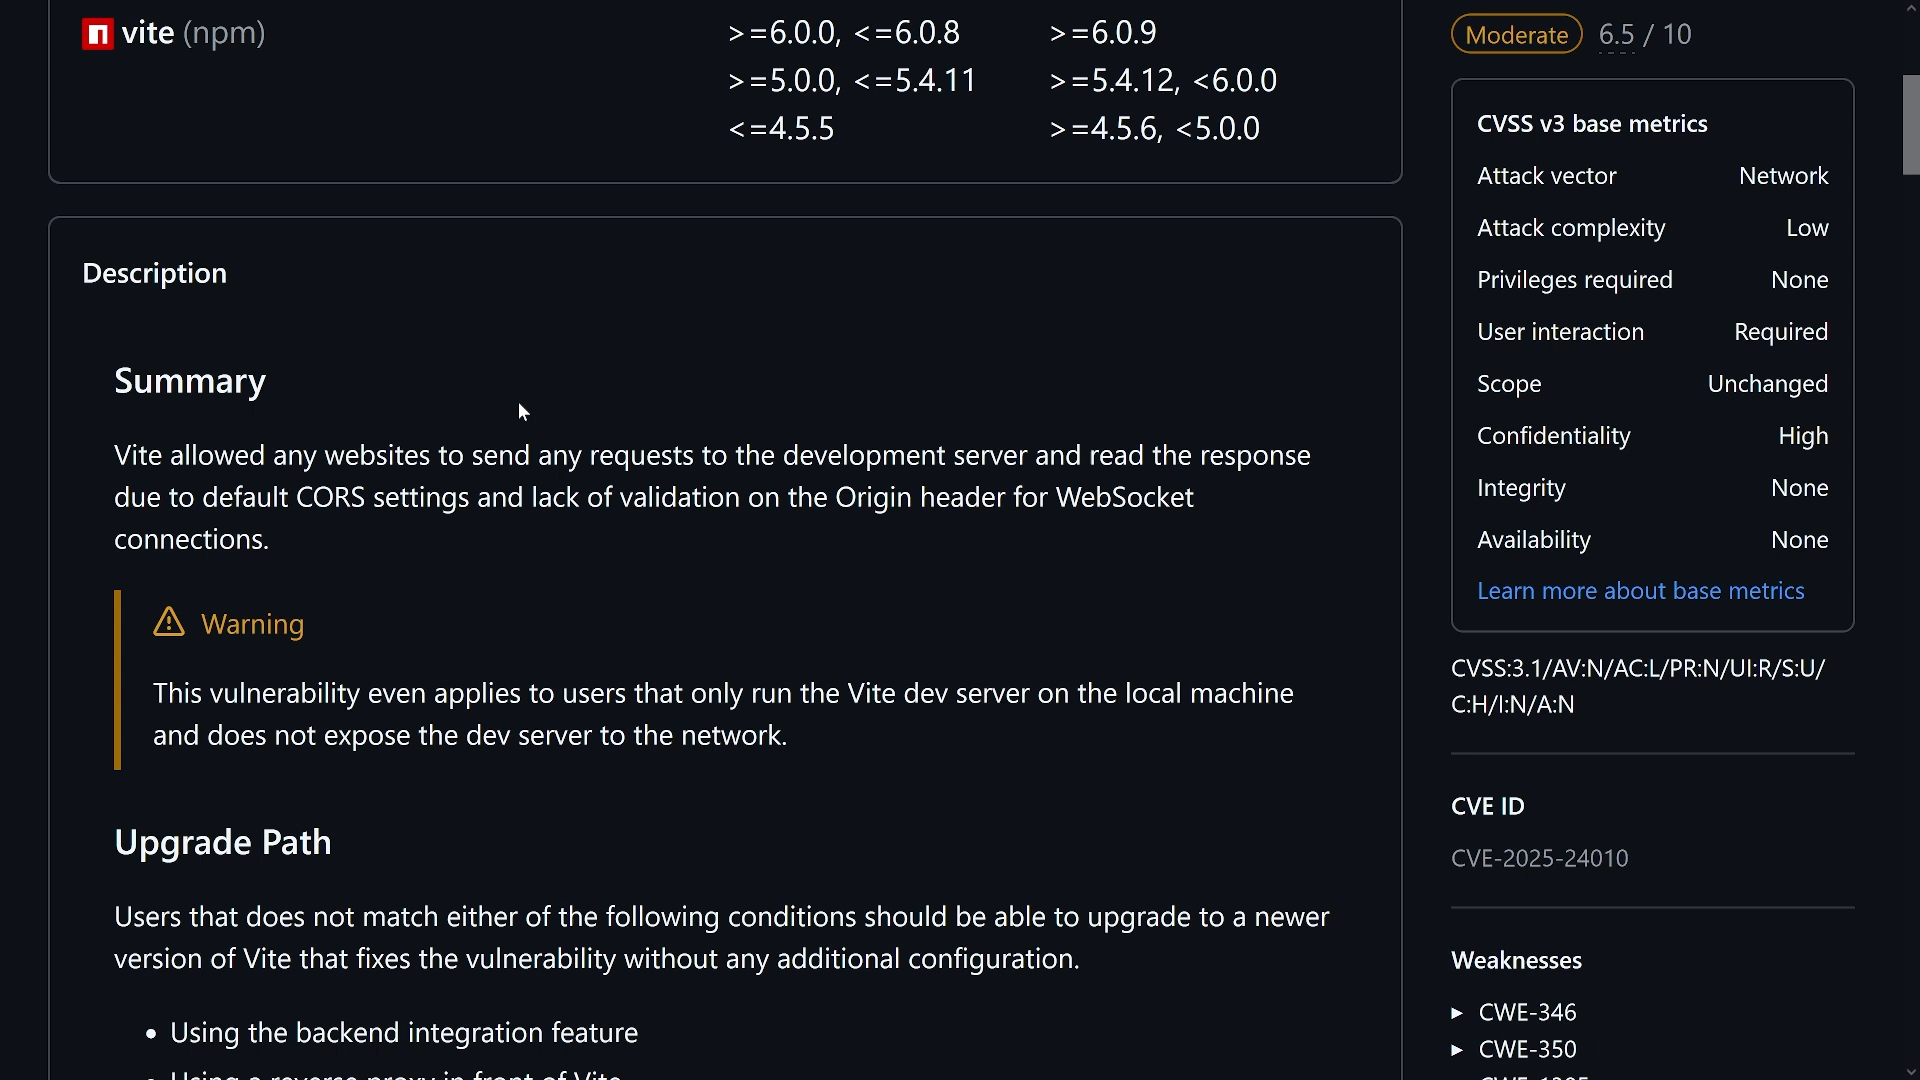 vite (npm)
>=6.0.0, <=6.0.8
>=6.0.9
>=5.0.0, <=5.4.11
>=5.4.12, <6.0.0
<=4.5.5
>=4.5.6, <5.0.0
Description
Summary
Vite allowed any websites to send any requests to the development server and read the response
due to default CORS settings and lack of validation on the Origin header for WebSocket
connections.
Warning
This vulnerability even applies to users that only run the Vite dev server on the local machine
and does not expose the dev server to the network.
Upgrade Path
Users that does not match either of the following conditions should be able to upgrade to a newer
version of Vite that fixes the vulnerability without any additional configuration.
• Using the backend integration feature
• Using a reverse proxy in front of Vite
Moderate 6.5 / 10
CVSS v3 base metrics
Attack vector Network
Attack complexity Low
Privileges required None
User interaction Required
Scope Unchanged
Confidentiality High
Integrity None
Availability None
Learn more about base metrics
CVSS:3.1/AV:N/AC:L/PR:N/UI:R/S:U/
C:H/I:N/A:N
CVE ID
CVE-2025-24010
Weaknesses
CWE-346
CWE-350